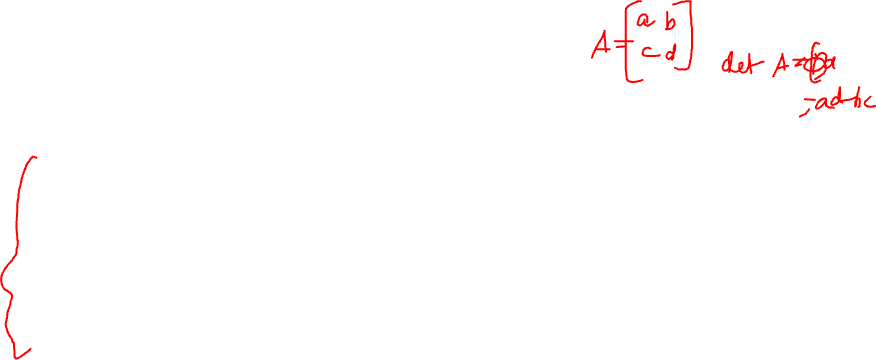 A = [a b
c d]
det A =
= ad-bc